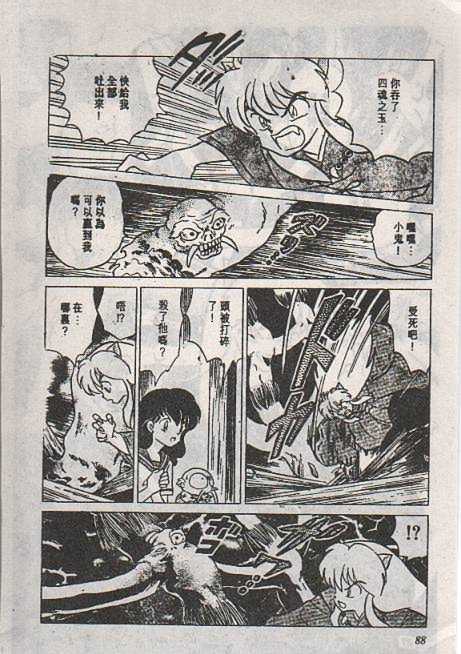 你吞了
四魂之玉…
快給我
全部
吐出來！
嘿嘿…
小鬼！
你以為
可以贏到我
嗎？
受死吧！
頭被打碎
了！
殺了他嗎？
唔!?
在…
哪裏？
!?
88